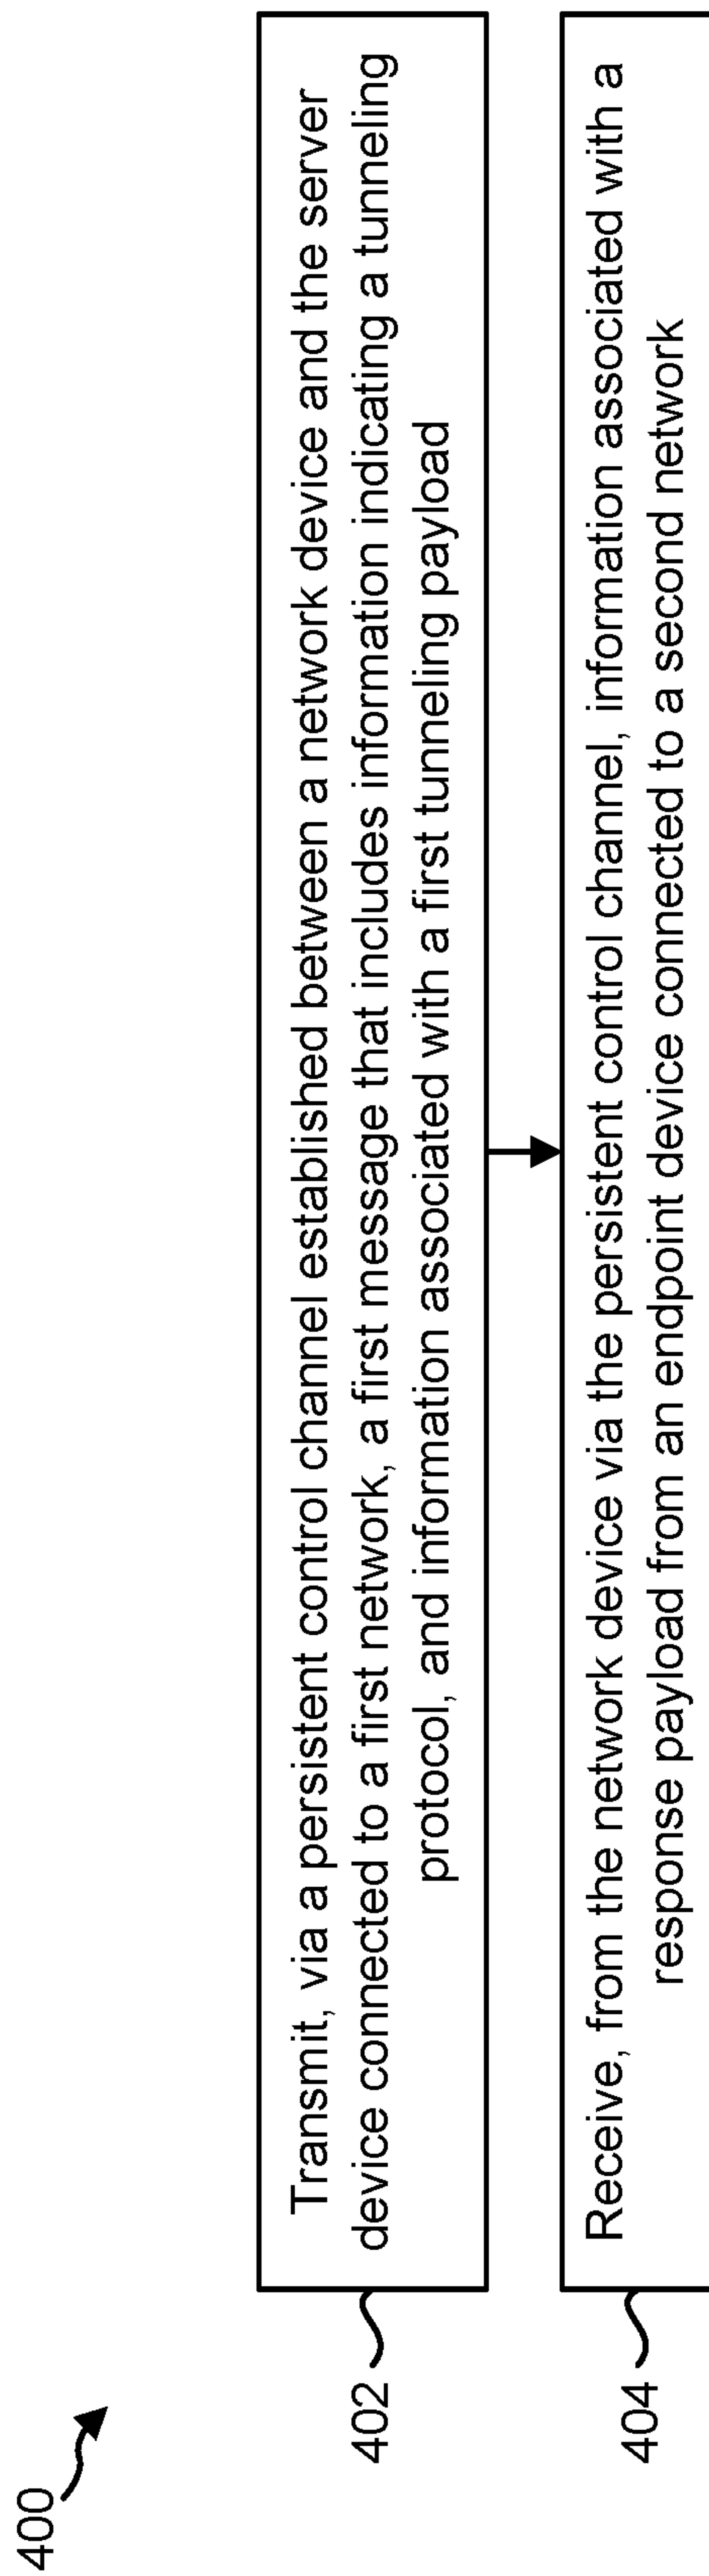 400
402
Transmit, via a persistent control channel established between a network device and the server
device connected to a first network, a first message that includes information indicating a tunneling
protocol, and information associated with a first tunneling payload
404
Receive, from the network device via the persistent control channel, information associated with a
response payload from an endpoint device connected to a second network